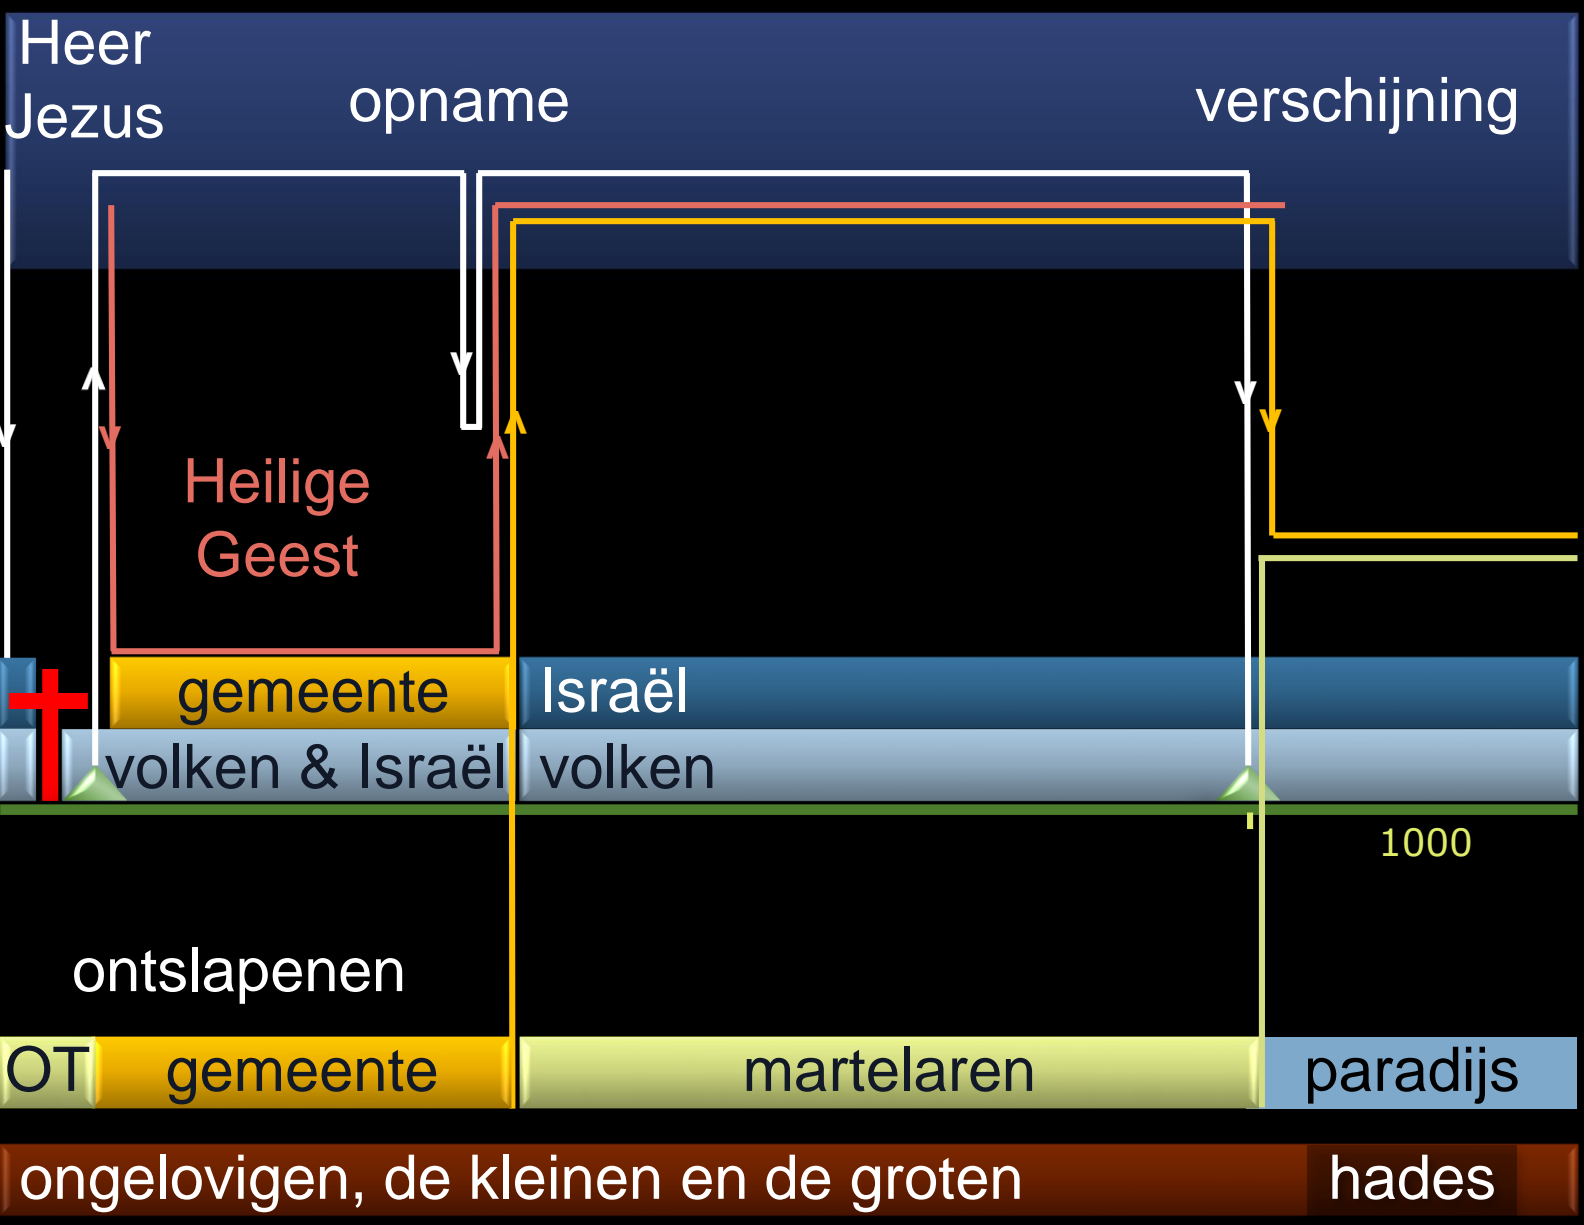 Heer
Jezus
opname
verschijning
Heilige
Geest
gemeente
Israël
volken & Israël
volken
1000
ontslapenen
OT
gemeente
martelaren
paradijs
ongelovigen, de kleinen en de groten
hades